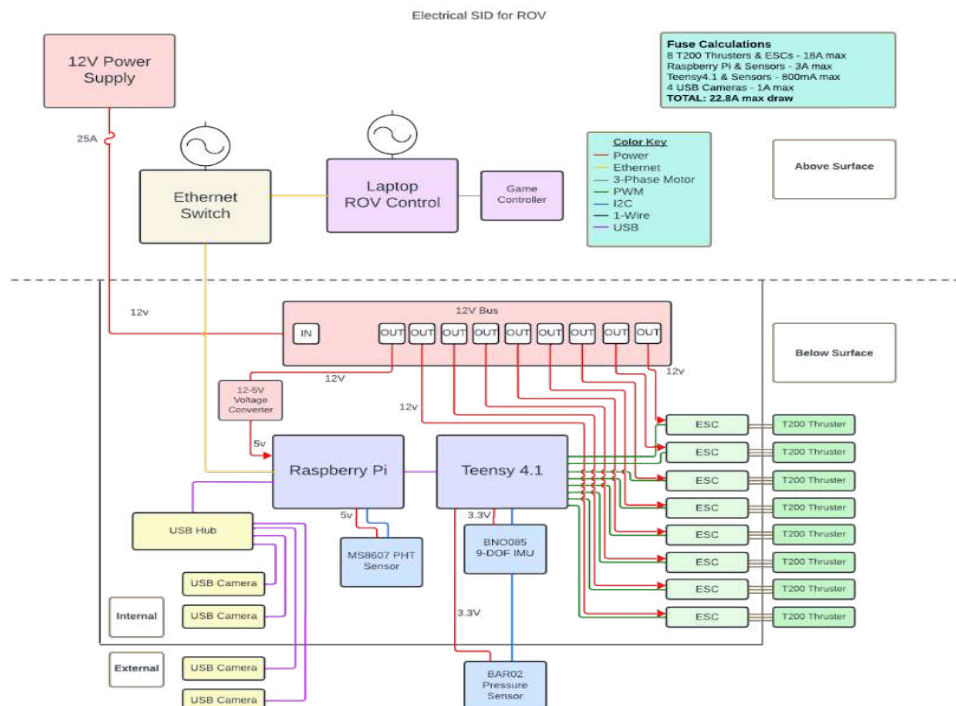 Electrical SID for ROV
12V Power
Supply
Fuse Calculations
8 T200 Thrusters & ESCs - 18A max
Raspberry Pi & Sensors - 3A max
Teensy4.1 & Sensors - 800mA max
4 USB Cameras - 1A max
TOTAL: 22.8A max draw
25A
Color Key
Power
Ethernet
3-Phase Motor
PWM
I2C
1-Wire
USB
Above Surface
Ethernet
Switch
Laptop
ROV Control
Game
Controller
12v
12V Bus
IN
OUT
OUT
OUT
OUT
OUT
OUT
OUT
OUT
OUT
Below Surface
12V
12v
12-5V
Voltage
Converter
12v
5v
Raspberry Pi
Teensy 4.1
ESC
T200 Thruster
ESC
T200 Thruster
ESC
T200 Thruster
ESC
T200 Thruster
ESC
T200 Thruster
ESC
T200 Thruster
ESC
T200 Thruster
ESC
T200 Thruster
5v
3.3V
USB Hub
MS8607 PHT
Sensor
BNO085
9-DOF IMU
USB Camera
USB Camera
Internal
3.3V
External
USB Camera
USB Camera
BAR02
Pressure
Sensor